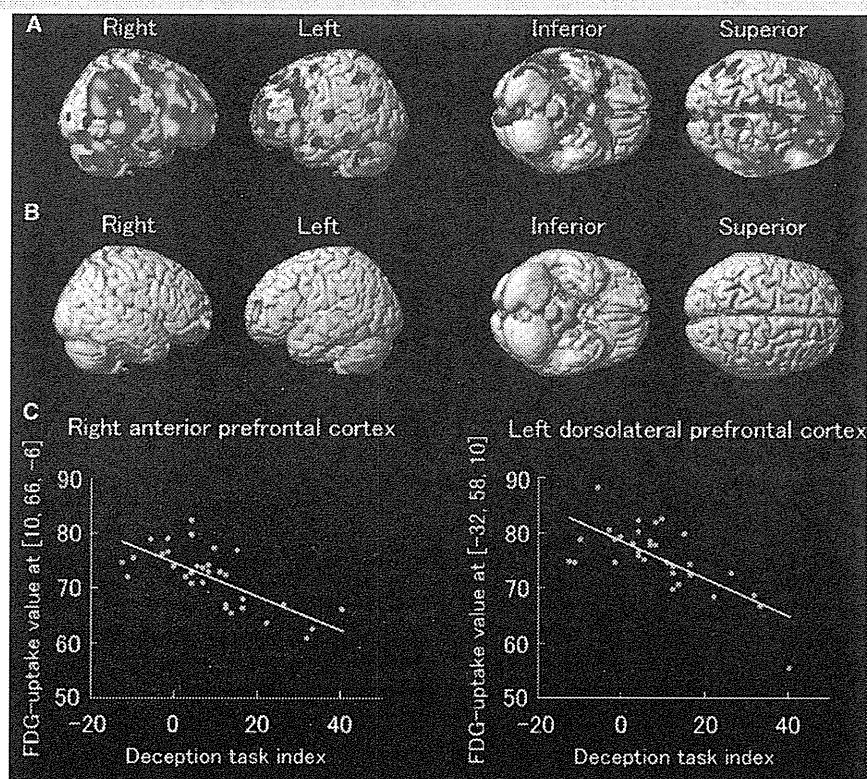 A
Right Left Inferior Superior
B
Right Left Inferior Superior
C
Right anterior prefrontal cortex
FDG-uptake value at [10, 66, -6]
90
80
70
60
50
-20 0 20 40
Deception task index
Left dorsolateral prefrontal cortex
FDG-uptake value at [-32, 58, 10]
90
80
70
60
50
-20 0 20 40
Deception task index